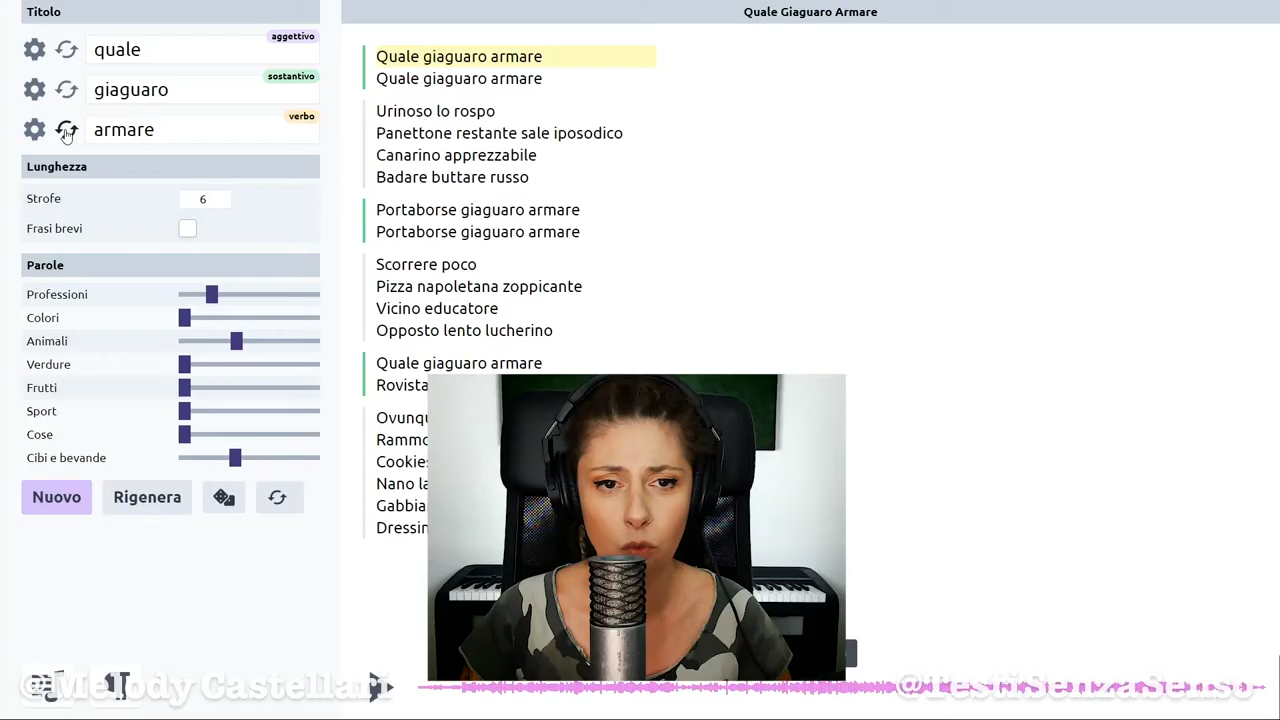 Titolo
aggettivo
quale
sostantivo
giaguaro
verbo
armare
Lunghezza
Strofe
6
Frasi brevi
Parole
Professioni
Colori
Animali
Verdure
Frutti
Sport
Cose
Cibi e bevande
Nuovo
Rigenera
Quale Giaguaro Armare
Quale giaguaro armare
Quale giaguaro armare
Urinoso lo rospo
Panettone restante sale iposodico
Canarino apprezzabile
Badare buttare russo
Portaborse giaguaro armare
Portaborse giaguaro armare
Scorrere poco
Pizza napoletana zoppicante
Vicino educatore
Opposto lento lucherino
Quale giaguaro armare
@Melody Castellari
@TestiSenzaSenso